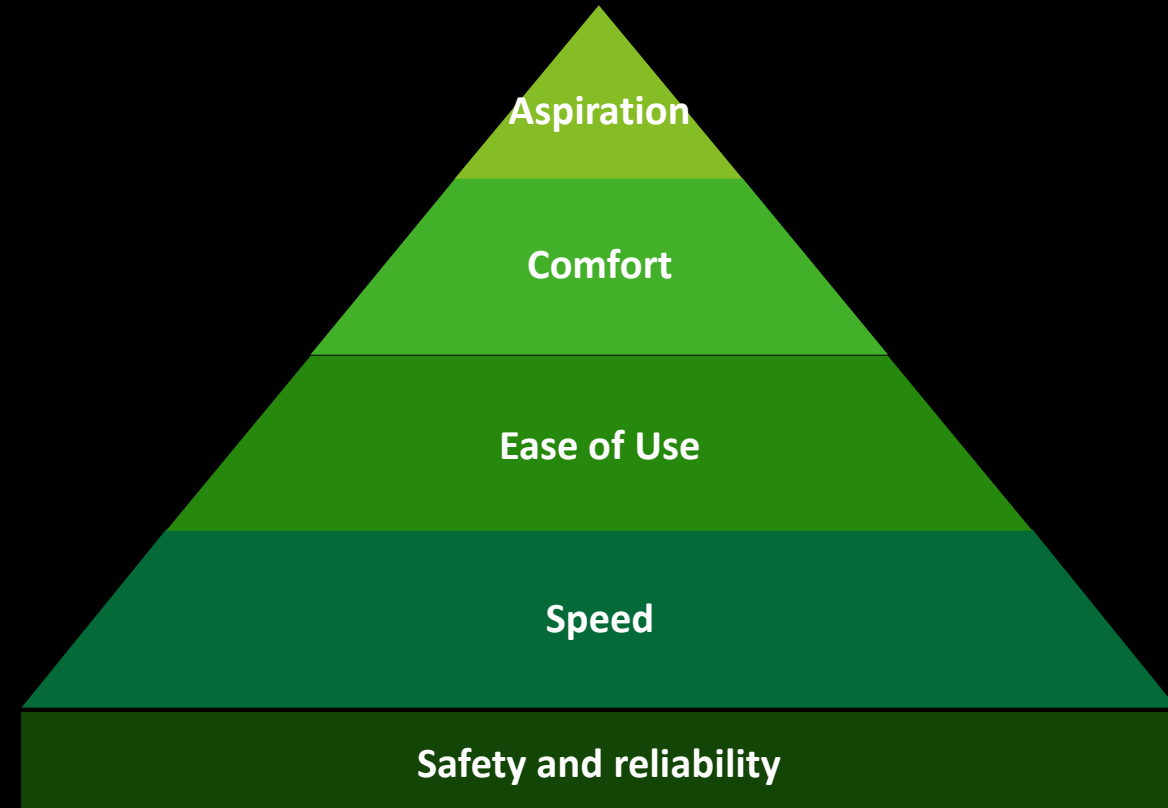 Aspiration
Comfort
Ease of Use
Speed
Safety and reliability